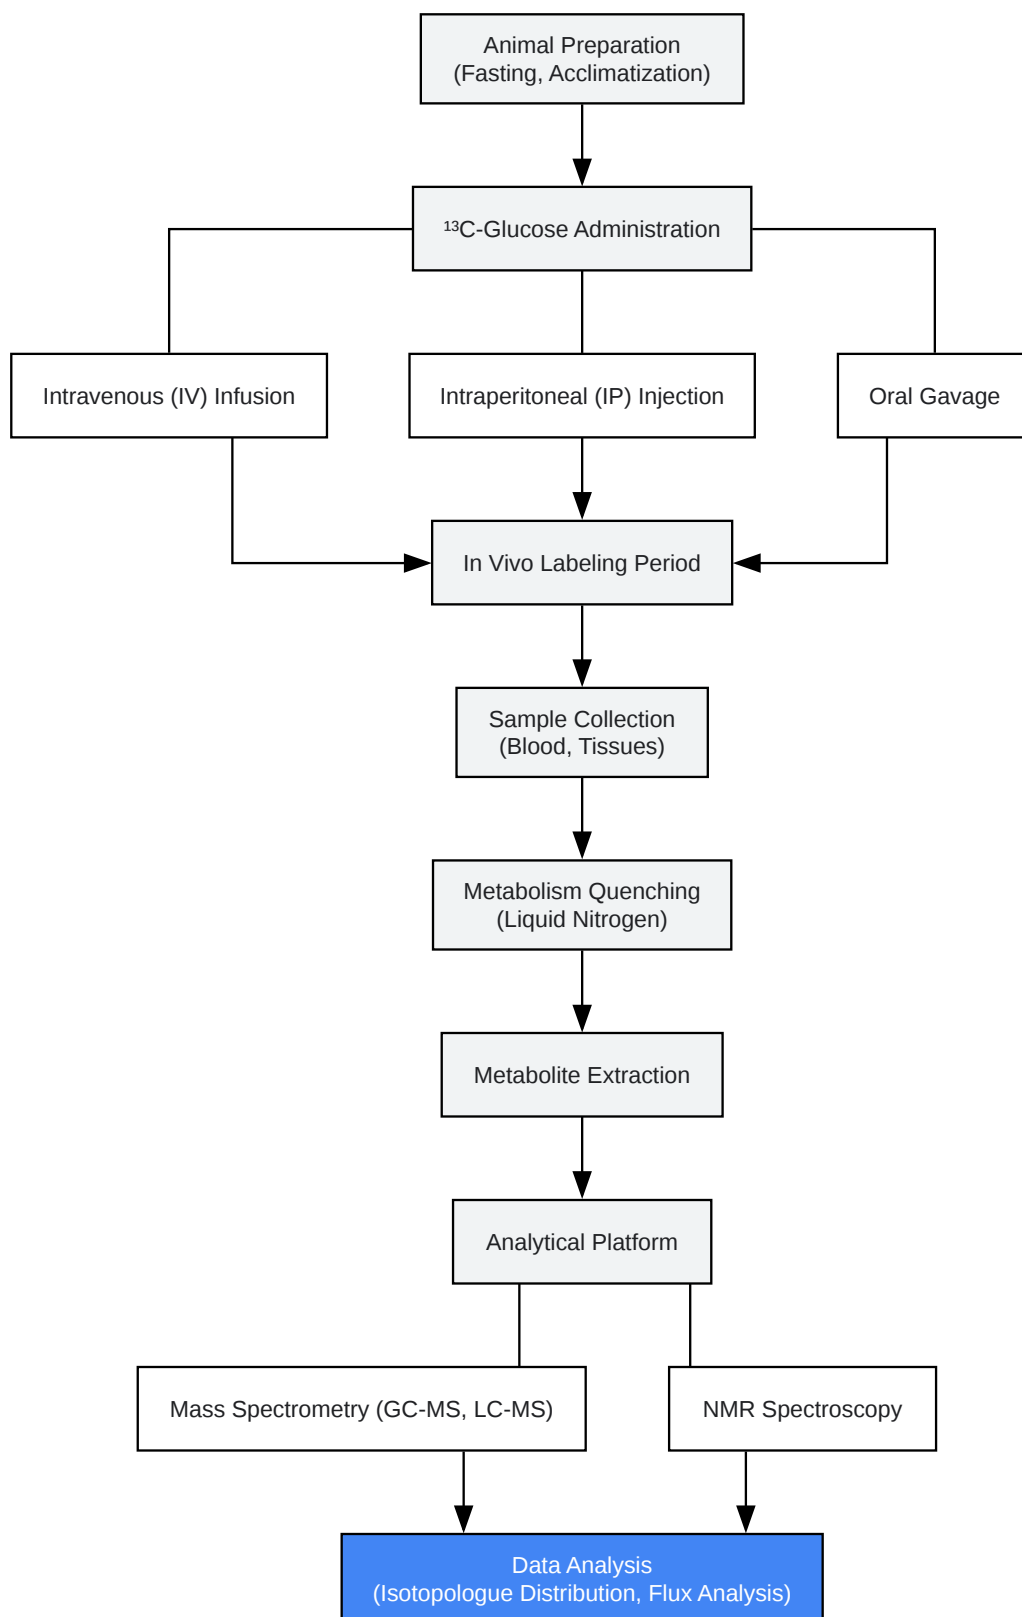 Animal Preparation
(Fasting, Acclimatization)
¹³C-Glucose Administration
Intravenous (IV) Infusion
Intraperitoneal (IP) Injection
Oral Gavage
In Vivo Labeling Period
Sample Collection
(Blood, Tissues)
Metabolism Quenching
(Liquid Nitrogen)
Metabolite Extraction
Analytical Platform
Mass Spectrometry (GC-MS, LC-MS)
NMR Spectroscopy
Data Analysis
(Isotopologue Distribution, Flux Analysis)